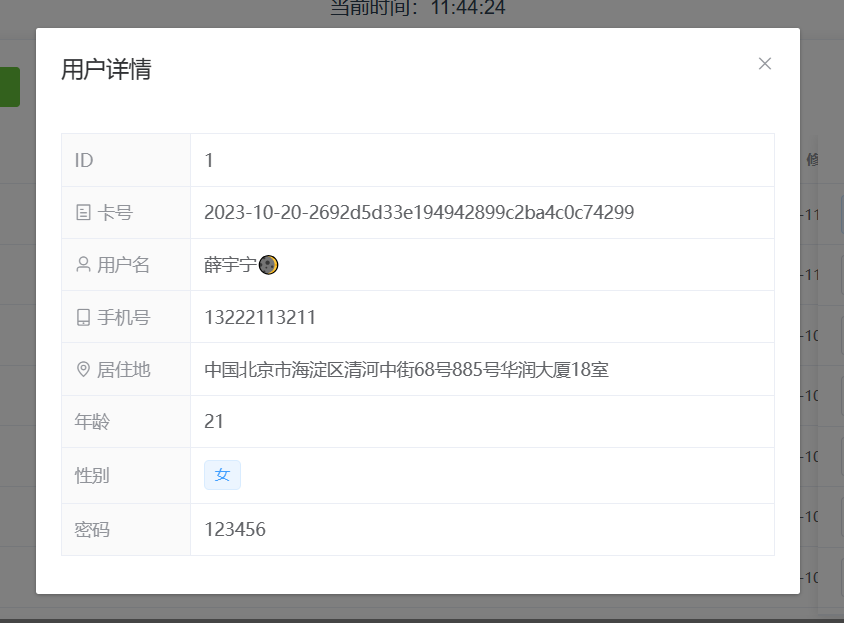 当前时间：11:44:24
用户详情
ID 1
卡号 2023-10-20-2692d5d33e194942899c2ba4c0c74299
用户名 薛宇宁🌘
手机号 13222113211
居住地 中国北京市海淀区清河中街68号885号华润大厦18室
年龄 21
性别 女
密码 123456
-11
-11
-10
-10
-10
-10
-10